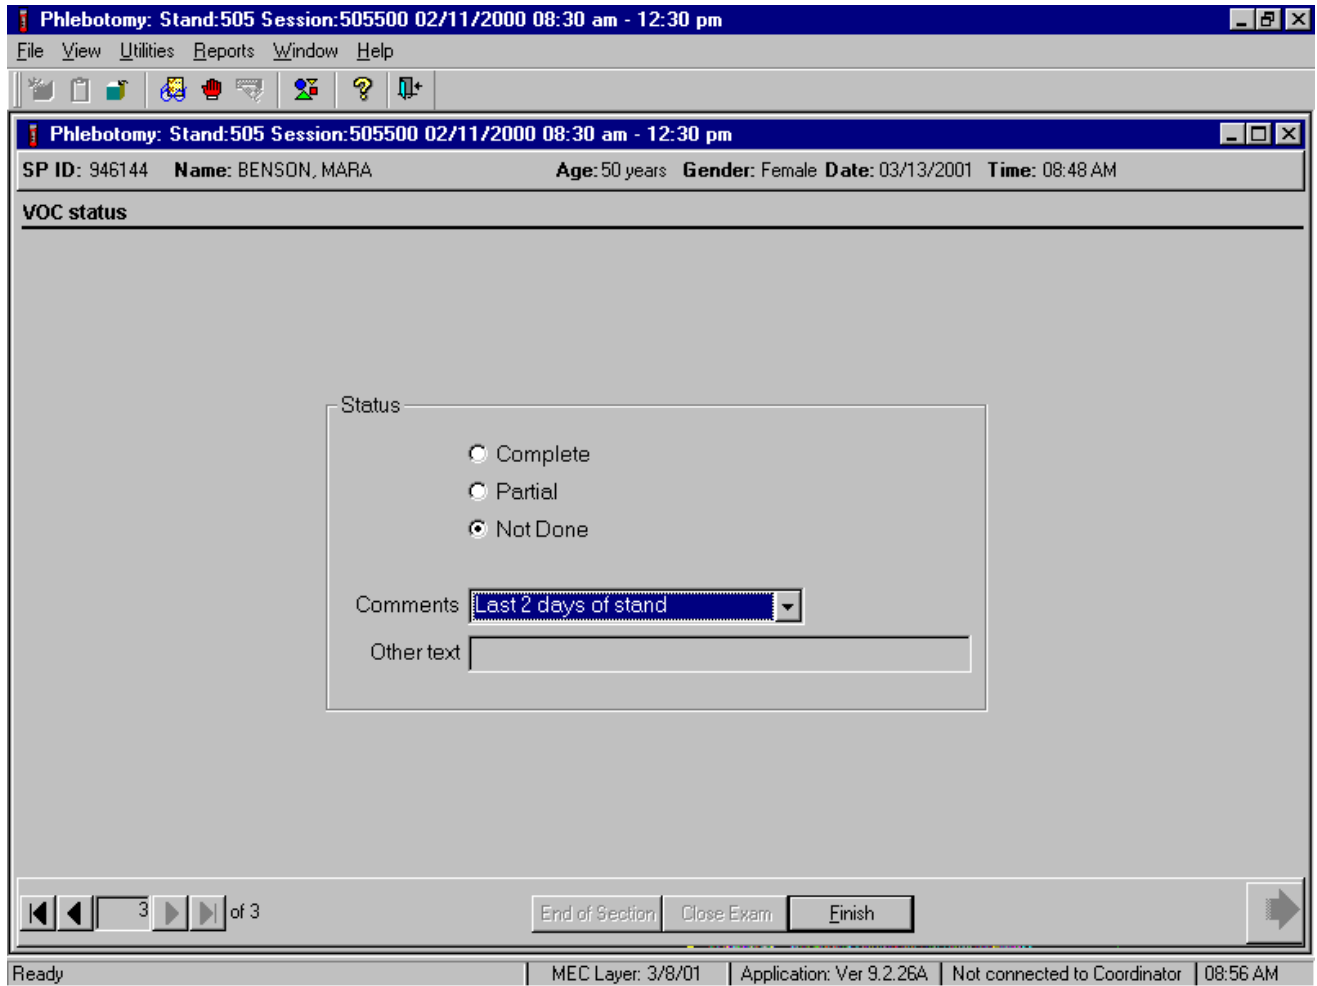 Phlebotomy: Stand:505 Session:505500 02/11/2000 08:30 am - 12:30 pm
File View Utilities Reports Window Help
Phlebotomy: Stand:505 Session:505500 02/11/2000 08:30 am - 12:30 pm
SP ID: 946144 Name: BENSON, MARA Age: 50 years Gender: Female Date: 03/13/2001 Time: 08:48 AM
VOC status
Status
Complete
Partial
Not Done
Comments Last 2 days of stand
Other text
3 of 3 End of Section Close Exam Finish
Ready MEC Layer: 3/8/01 Application: Ver 9.2.26A Not connected to Coordinator 08:56 AM